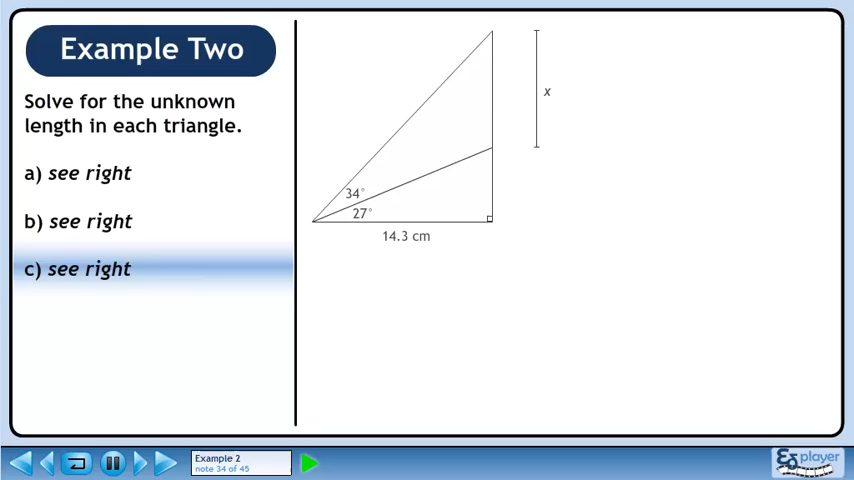 Example Two
Solve for the unknown
length in each triangle.
a) see right
b) see right
c) see right
x
34°
27°
14.3 cm
Example 2
note 34 of 45
player